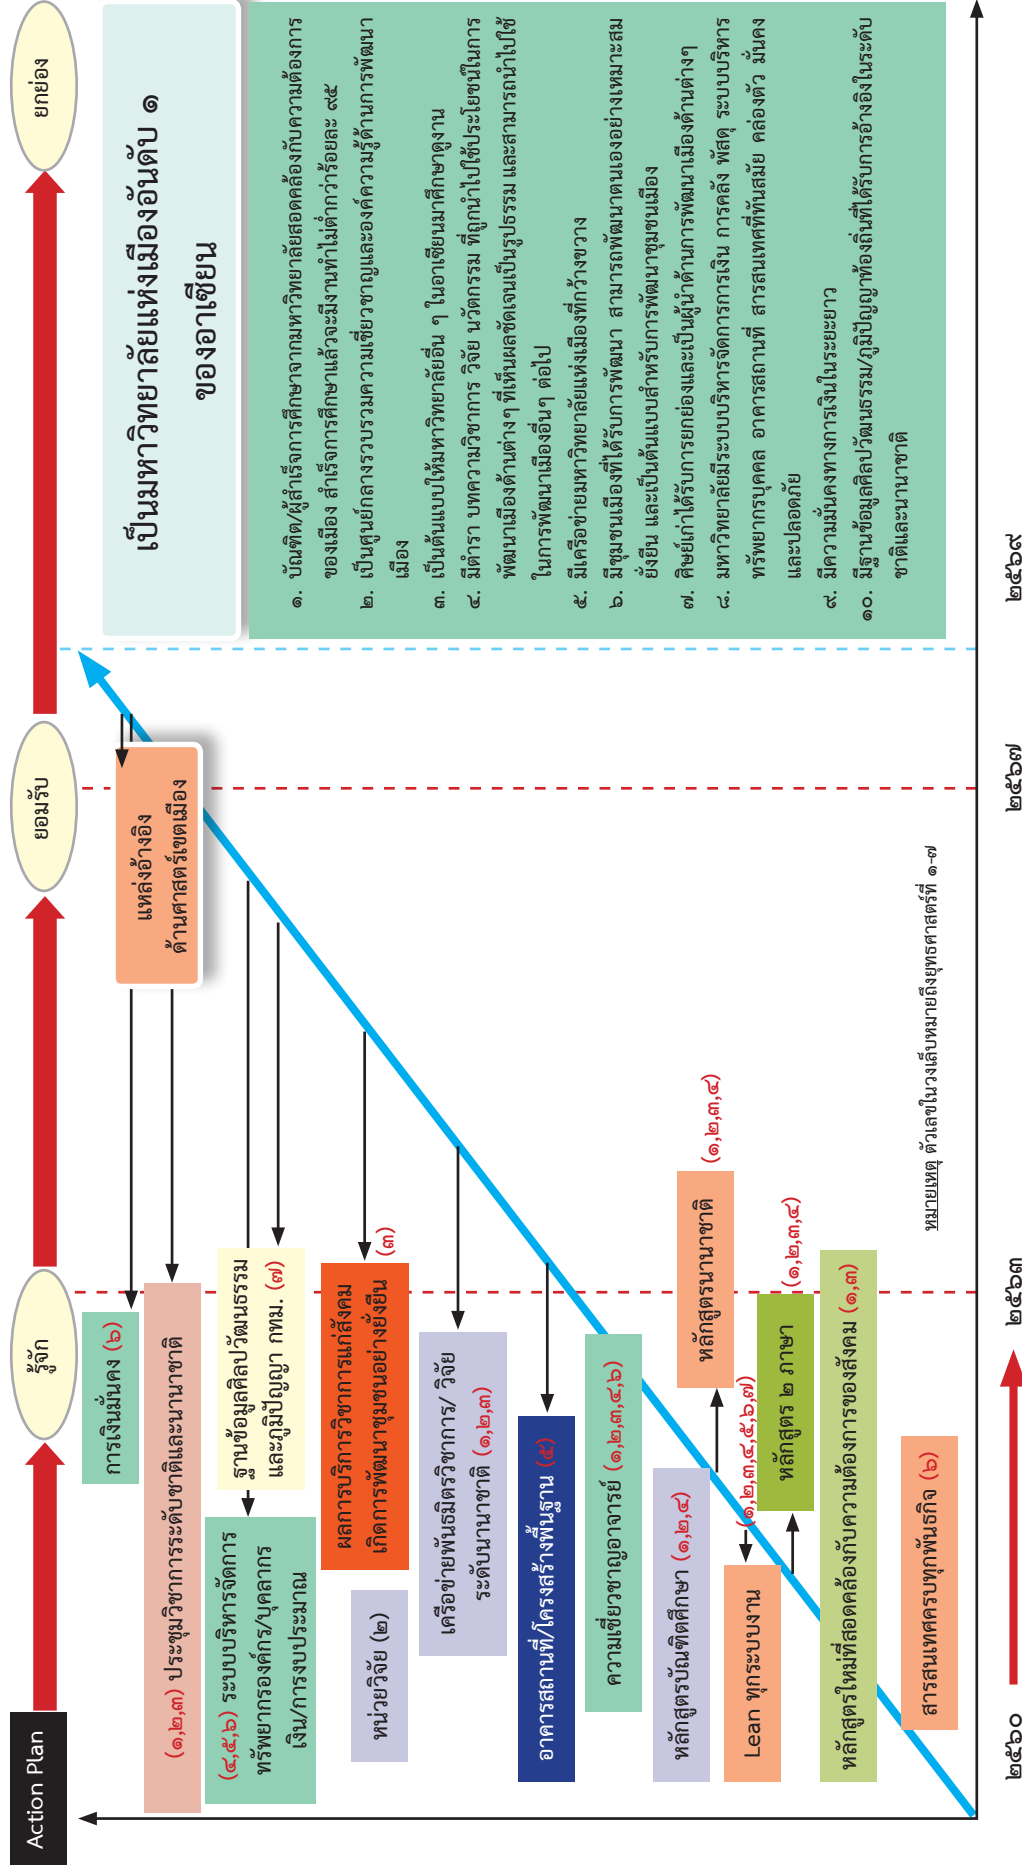 Action Plan
รู้จัก
ยอมรับ
ยกย่อง
การเงินมั่นคง (๖)
(๑,๒,๓) ประชุมวิชาการระดับชาติและนานาชาติ
แหล่งอ้างอิง
ด้านศาสตร์เขตเมือง
(๔,๕,๖) ระบบบริหารจัดการ
ทรัพยากรองค์กร/บุคลากร
เงิน/การงบประมาณ
ฐานข้อมูลศิลปวัฒนธรรม
และภูมิปัญญา กทม. (๗)
ผลการบริการวิชาการแก่สังคม
เกิดการพัฒนาชุมชนอย่างยั่งยืน
(๓)
หน่วยวิจัย (๒)
เครือข่ายพันธมิตรวิชาการ/ วิจัย
ระดับนานาชาติ (๑,๒,๓)
อาคารสถานที่/โครงสร้างพื้นฐาน (๕)
ความเชี่ยวชาญอาจารย์ (๑,๒,๓,๔,๖)
หลักสูตรบัณฑิตศึกษา (๑,๒,๔)
หลักสูตรนานาชาติ
(๑,๒,๓,๔)
Lean ทุกระบบงาน
(๑,๒,๓,๔,๕,๖,๗)
หลักสูตร ๒ ภาษา
(๑,๒,๓,๔)
หลักสูตรใหม่ที่สอดคล้องกับความต้องการของสังคม (๑,๓)
สารสนเทศครบทุกพันธกิจ (๖)
หมายเหตุ ตัวเลขในวงเล็บหมายถึงยุทธศาสตร์ที่ ๑-๗
เป็นมหาวิทยาลัยแห่งเมืองอันดับ ๑
ของอาเซียน
๑. บัณฑิต/ผู้สำเร็จการศึกษาจากมหาวิทยาลัยสอดคล้องกับความต้องการ
ของเมือง สำเร็จการศึกษาแล้วจะมีงานทำไม่ต่ำกว่าร้อยละ ๙๕
๒. เป็นศูนย์กลางรวบรวมความเชี่ยวชาญและองค์ความรู้ด้านการพัฒนา
เมือง
๓. เป็นต้นแบบให้มหาวิทยาลัยอื่น ๆ ในอาเซียนมาศึกษาดูงาน
๔. มีตำรา บทความวิชาการ วิจัย นวัตกรรม ที่ถูกนำไปใช้ประโยชน์ในการ
พัฒนาเมืองด้านต่างๆ ที่เห็นผลชัดเจนเป็นรูปธรรม และสามารถนำไปใช้
ในการพัฒนาเมืองอื่นๆ ต่อไป
๕. มีเครือข่ายมหาวิทยาลัยแห่งเมืองที่กว้างขวาง
๖. มีชุมชนเมืองที่ได้รับการพัฒนา สามารถพัฒนาตนเองอย่างเหมาะสม
ยั่งยืน และเป็นต้นแบบสำหรับการพัฒนาชุมชนเมือง
๗. ศิษย์เก่าได้รับการยกย่องและเป็นผู้นำด้านการพัฒนาเมืองด้านต่างๆ
๘. มหาวิทยาลัยมีระบบบริหารจัดการการเงิน การคลัง พัสดุ ระบบบริหาร
ทรัพยากรบุคคล อาคารสถานที่ สารสนเทศที่ทันสมัย คล่องตัว มั่นคง
และปลอดภัย
๙. มีความมั่นคงทางการเงินในระยะยาว
๑๐. มีฐานข้อมูลศิลปวัฒนธรรม/ภูมิปัญญาท้องถิ่นที่ได้รับการอ้างอิงในระดับ
ชาติและนานาชาติ
๒๕๖๐
๒๕๖๓
๒๕๖๗
๒๕๖๙